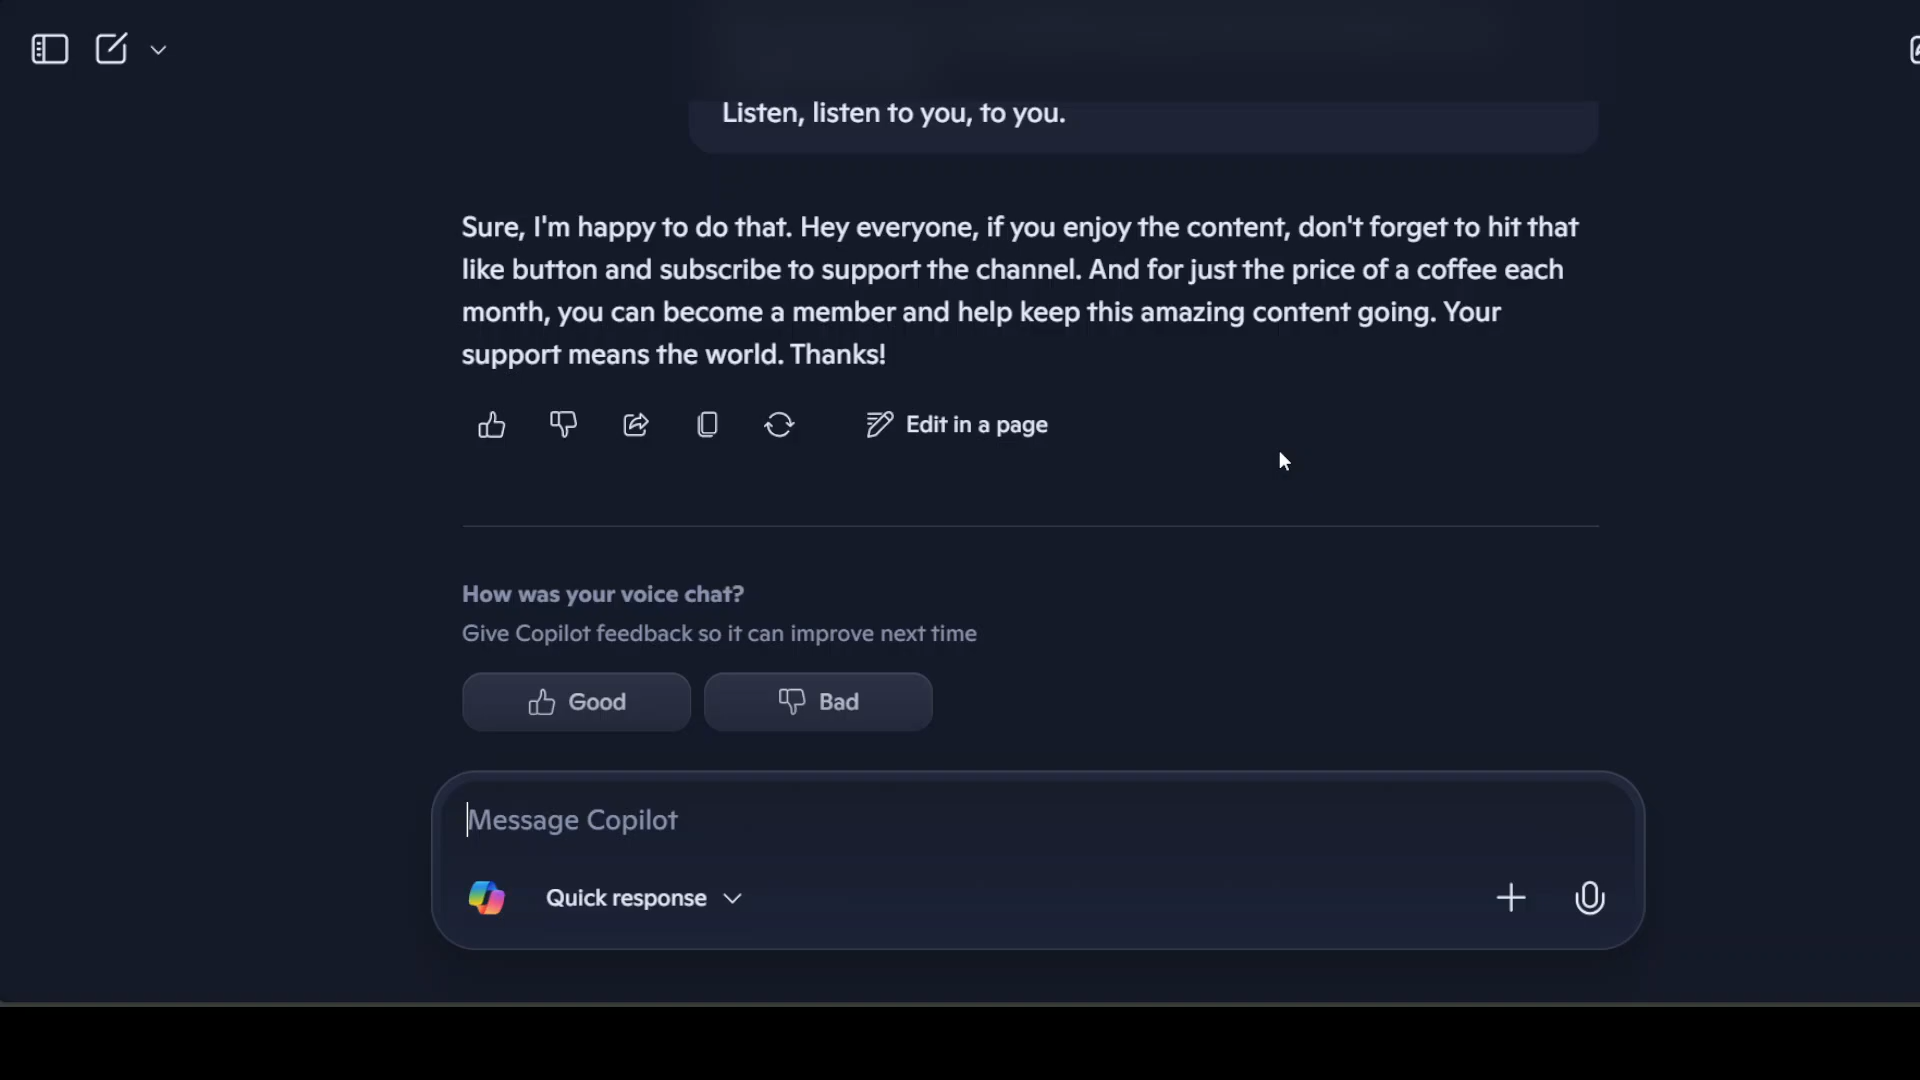 Listen, listen to you, to you.
Sure, I'm happy to do that. Hey everyone, if you enjoy the content, don't forget to hit that
like button and subscribe to support the channel. And for just the price of a coffee each
month, you can become a member and help keep this amazing content going. Your
support means the world. Thanks!
Edit in a page
How was your voice chat?
Give Copilot feedback so it can improve next time
Good
Bad
Message Copilot
Quick response